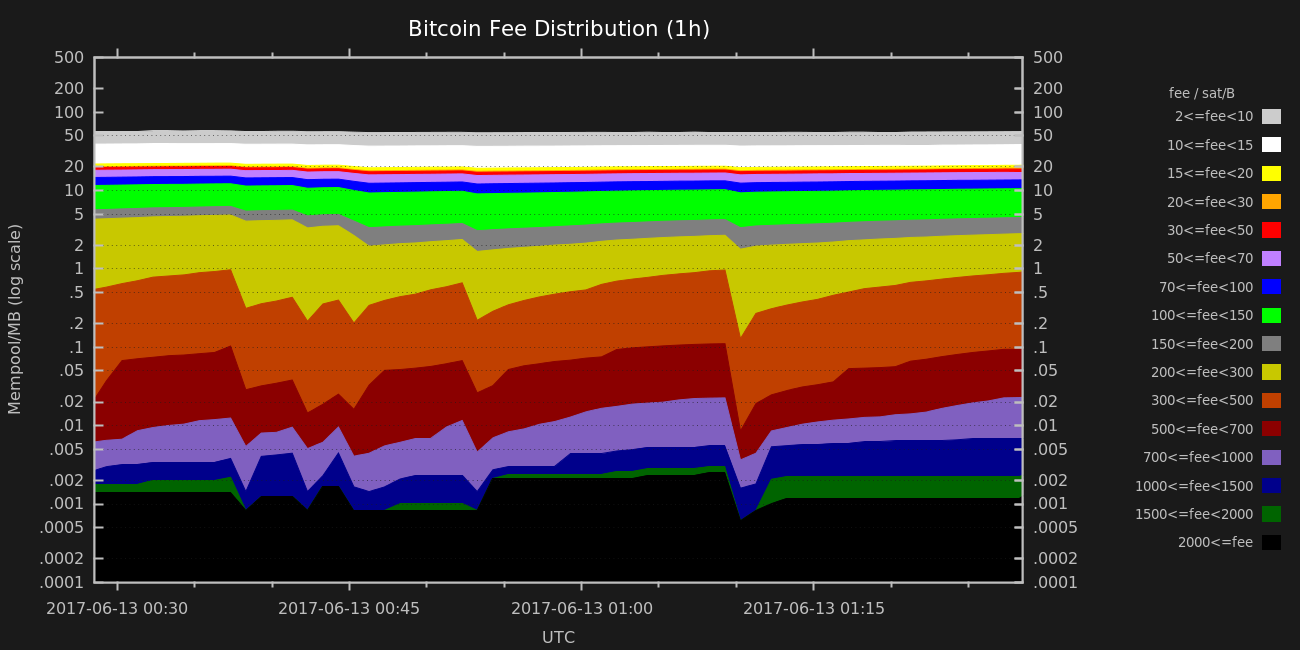 Bitcoin Fee Distribution (1h)
Mempool/MB (log scale)
500
200
100
50
20
10
5
2
1
.5
.2
.1
.05
.02
.01
.005
.002
.001
.0005
.0002
.0001
500
200
100
50
20
10
5
2
1
.5
.2
.1
.05
.02
.01
.005
.002
.001
.0005
.0002
.0001
fee / sat/B
2<=fee<10
10<=fee<15
15<=fee<20
20<=fee<30
30<=fee<50
50<=fee<70
70<=fee<100
100<=fee<150
150<=fee<200
200<=fee<300
300<=fee<500
500<=fee<700
700<=fee<1000
1000<=fee<1500
1500<=fee<2000
2000<=fee
2017-06-13 00:30 2017-06-13 00:45 2017-06-13 01:00 2017-06-13 01:15
UTC